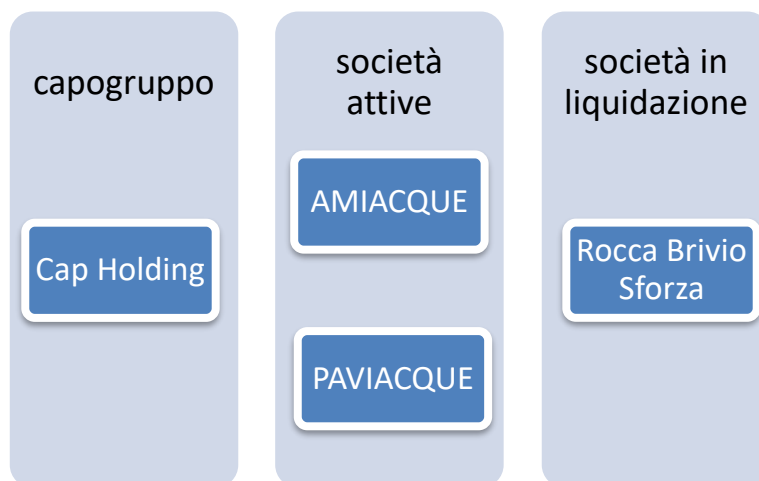 capogruppo
Cap Holding
società
attive
AMIACQUE
PAVIACQUE
società in
liquidazione
Rocca Brivio
Sforza